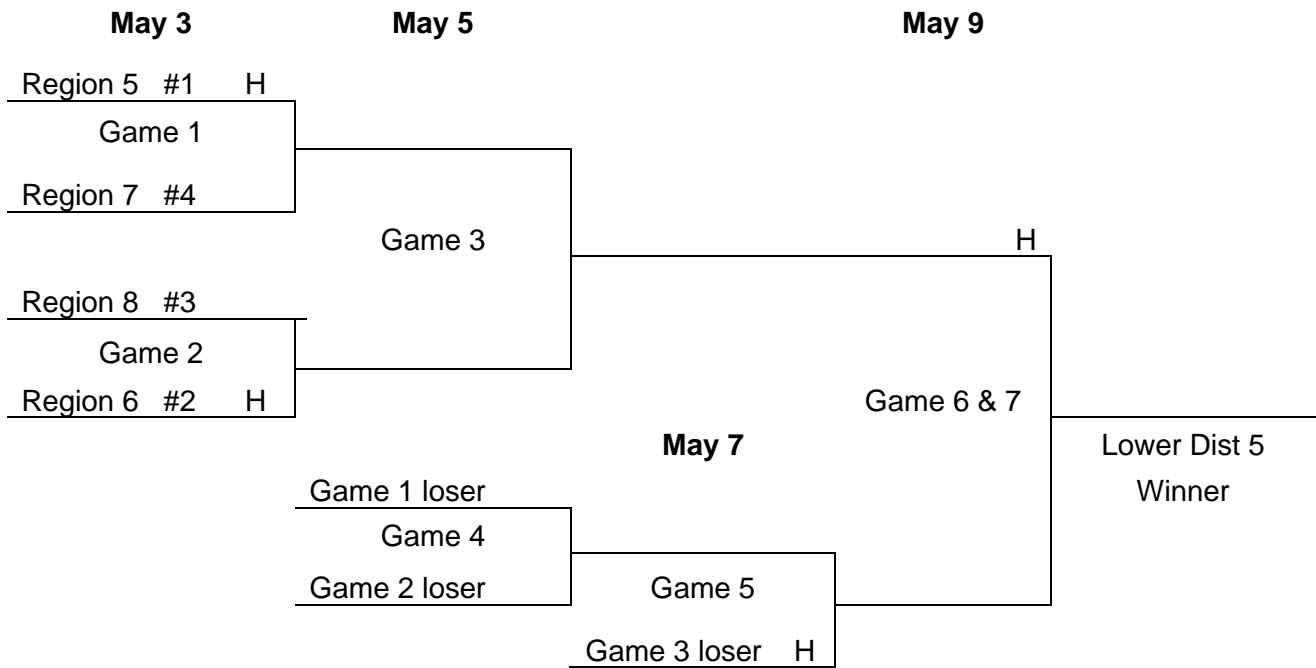 May 3 May 5 May 9
Region 5 #1 H
Game 1
Region 7 #4
Game 3 H
Region 8 #3
Game 2
Region 6 #2 H Game 6 & 7
May 7 Lower Dist 5
Game 1 loser Winner
Game 4
Game 2 loser Game 5
Game 3 loser H